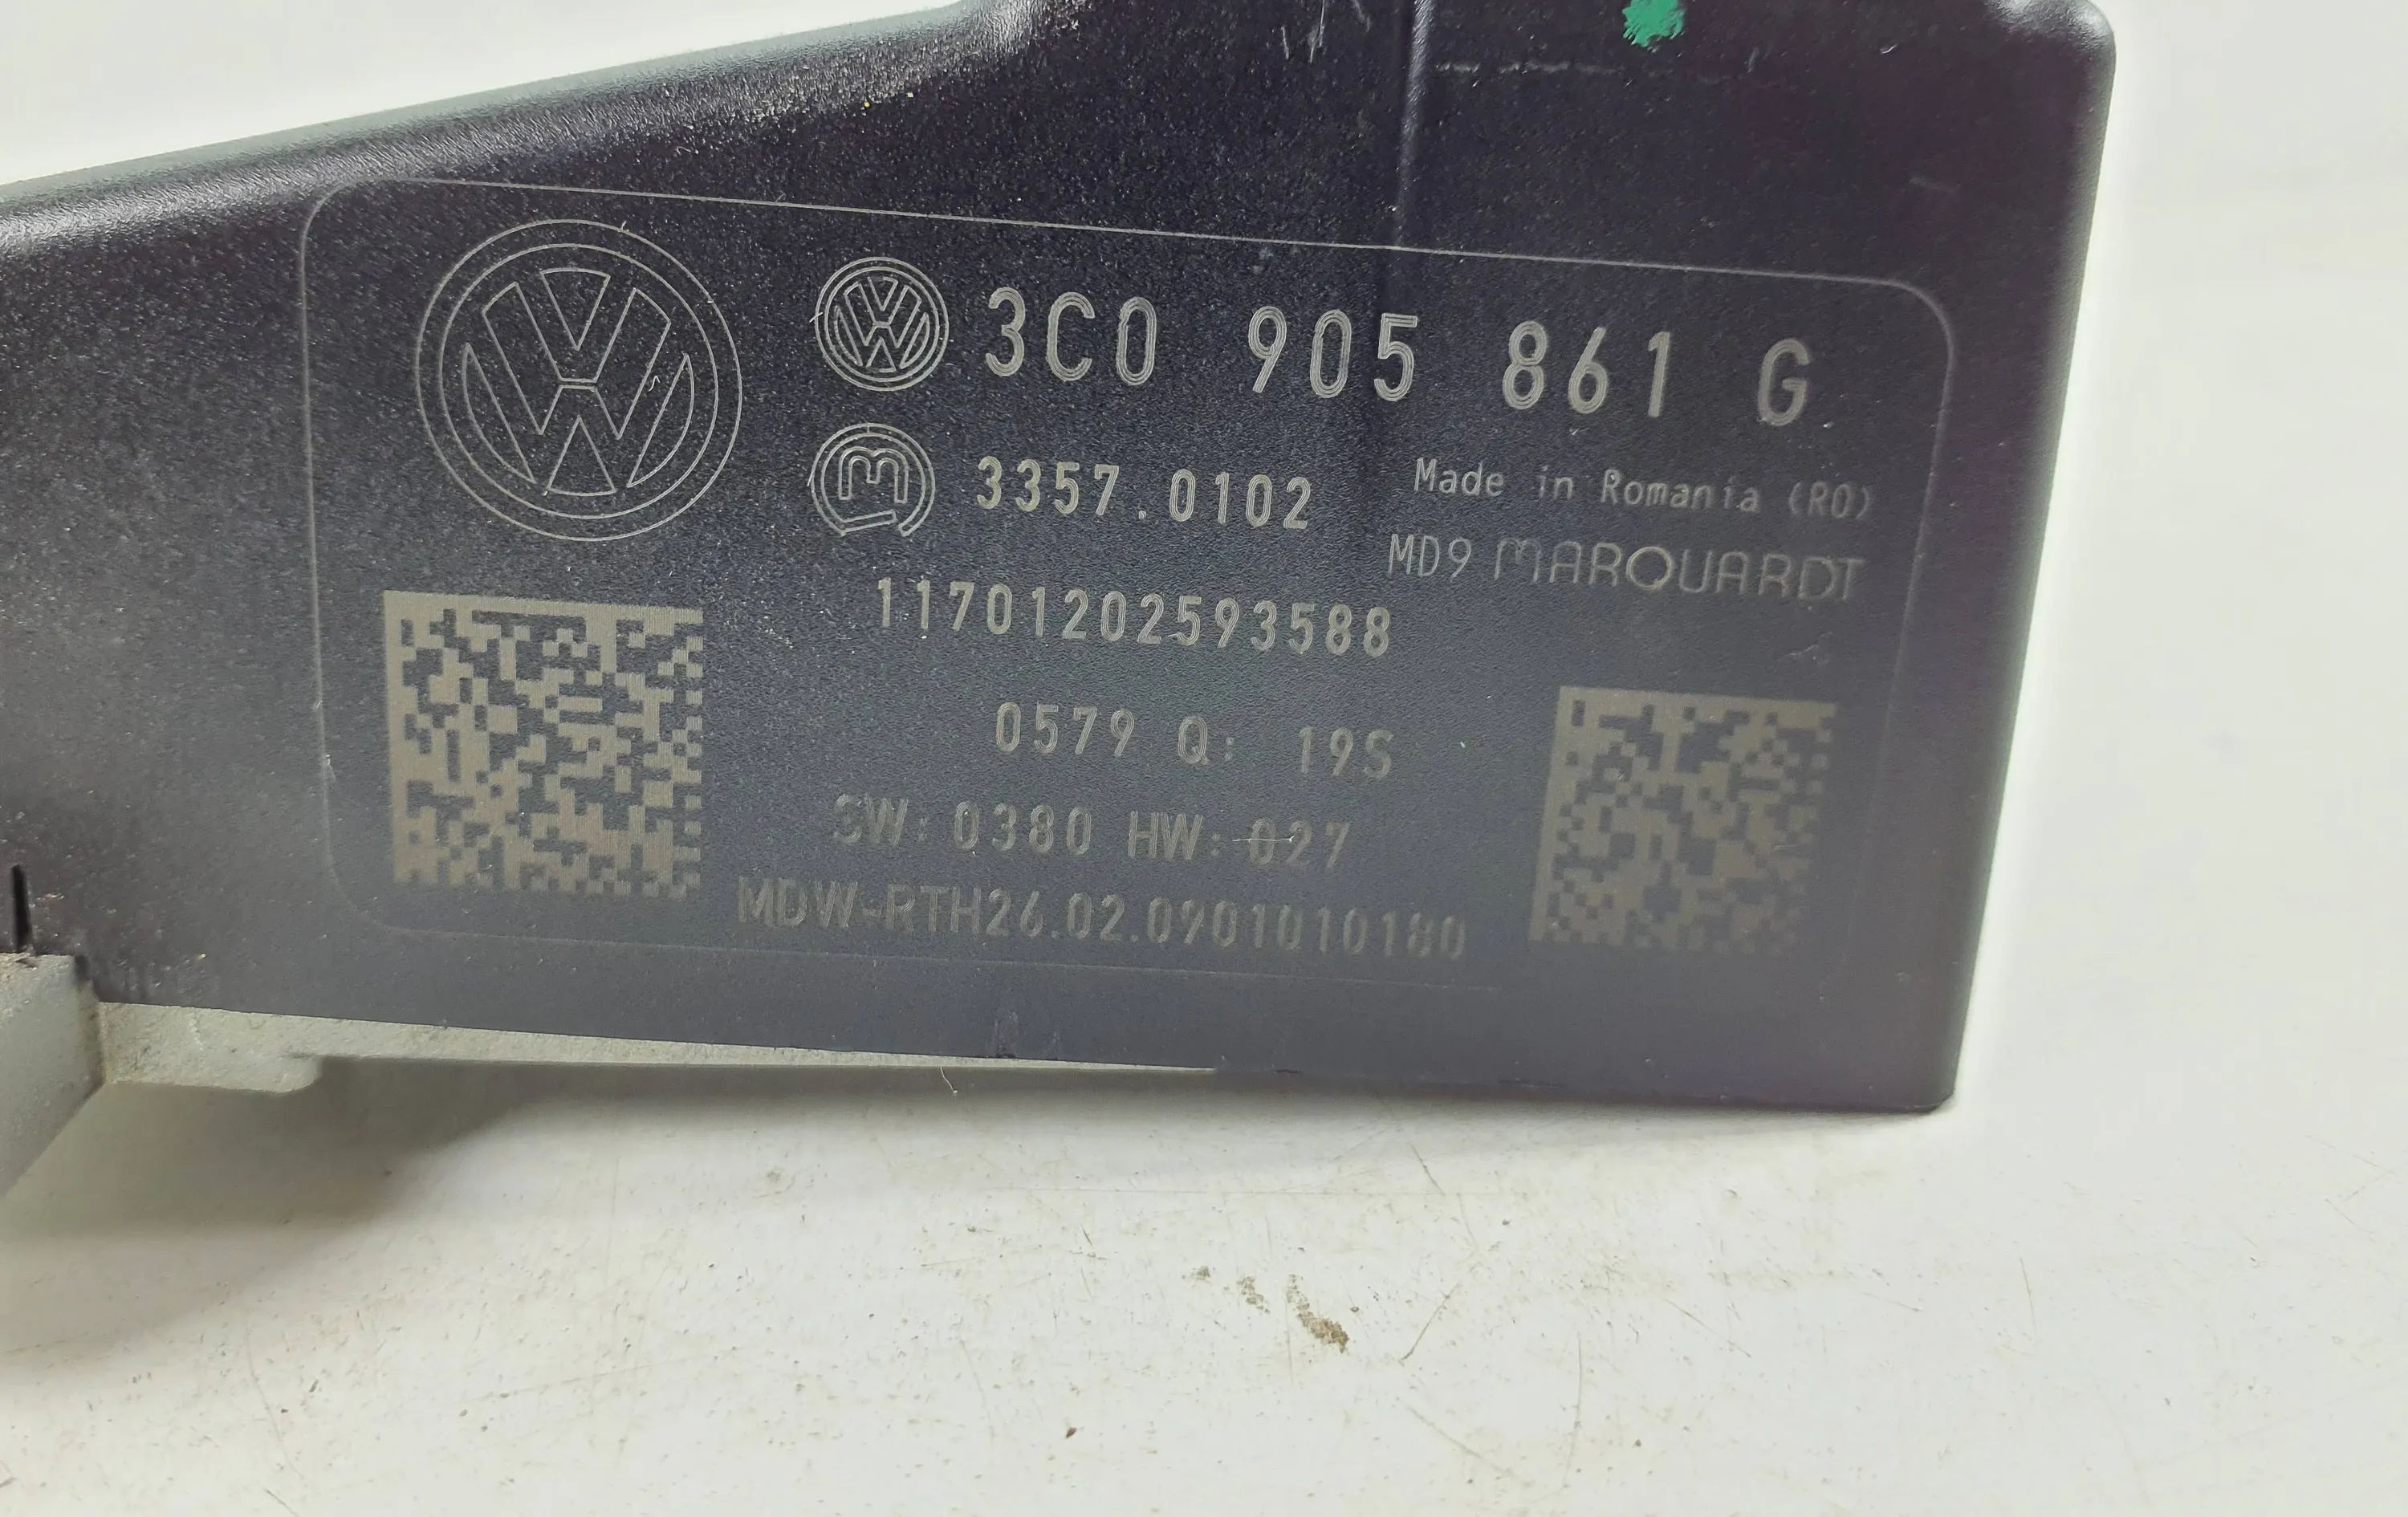 3C0 905 861 G
3357.0102
Made in Romania (RO)
MD9 MARQUARDT
11701202593588
0579 Q: 19S
SW: 0380 HW: 027
MDW-RTH26.02.0901010180